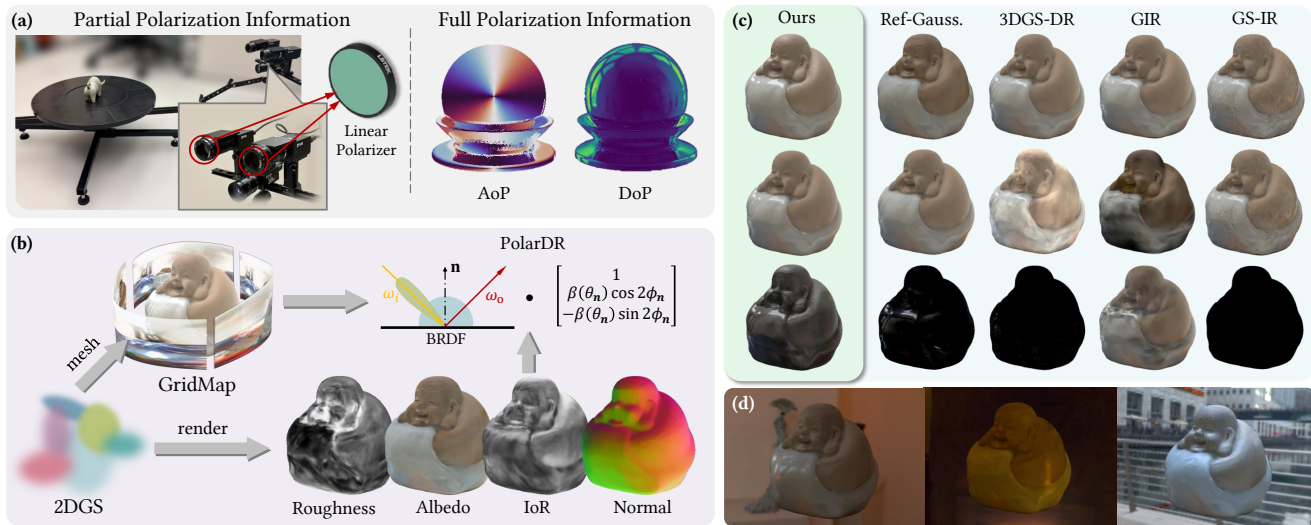 (a)
Partial Polarization Information
Full Polarization Information
Linear
Polarizer
AoP
DoP
(b)
PolarDR
n
ω_i
ω_o
BRDF
•
1
β(θ_n) cos 2ϕ_n
−β(θ_n) sin 2ϕ_n
mesh
GridMap
render
2DGS
Roughness
Albedo
IoR
Normal
(c)
Ours
Ref-Gauss.
3DGS-DR
GIR
GS-IR
(d)